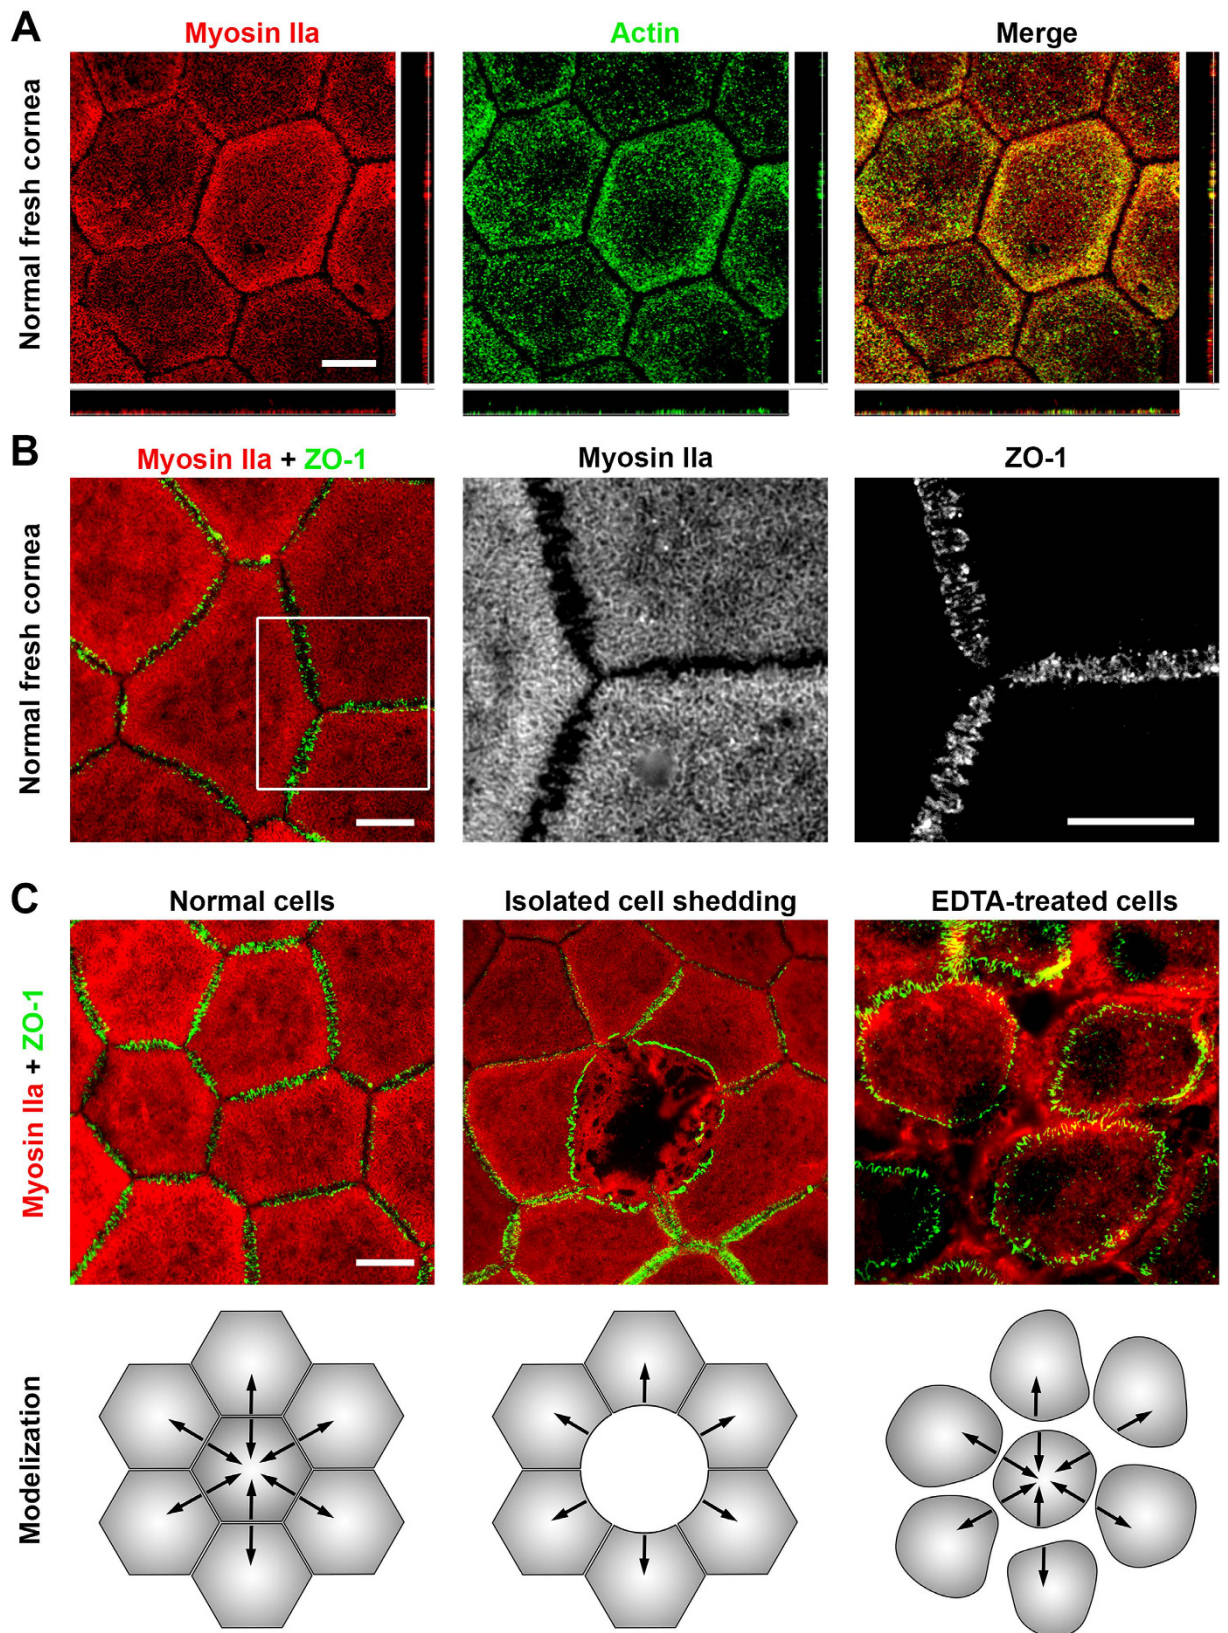 A
Myosin IIa
Actin
Merge
Normal fresh cornea
B
Myosin IIa + ZO-1
Myosin IIa
ZO-1
Normal fresh cornea
C
Normal cells
Isolated cell shedding
EDTA-treated cells
Myosin IIa + ZO-1
Modelization